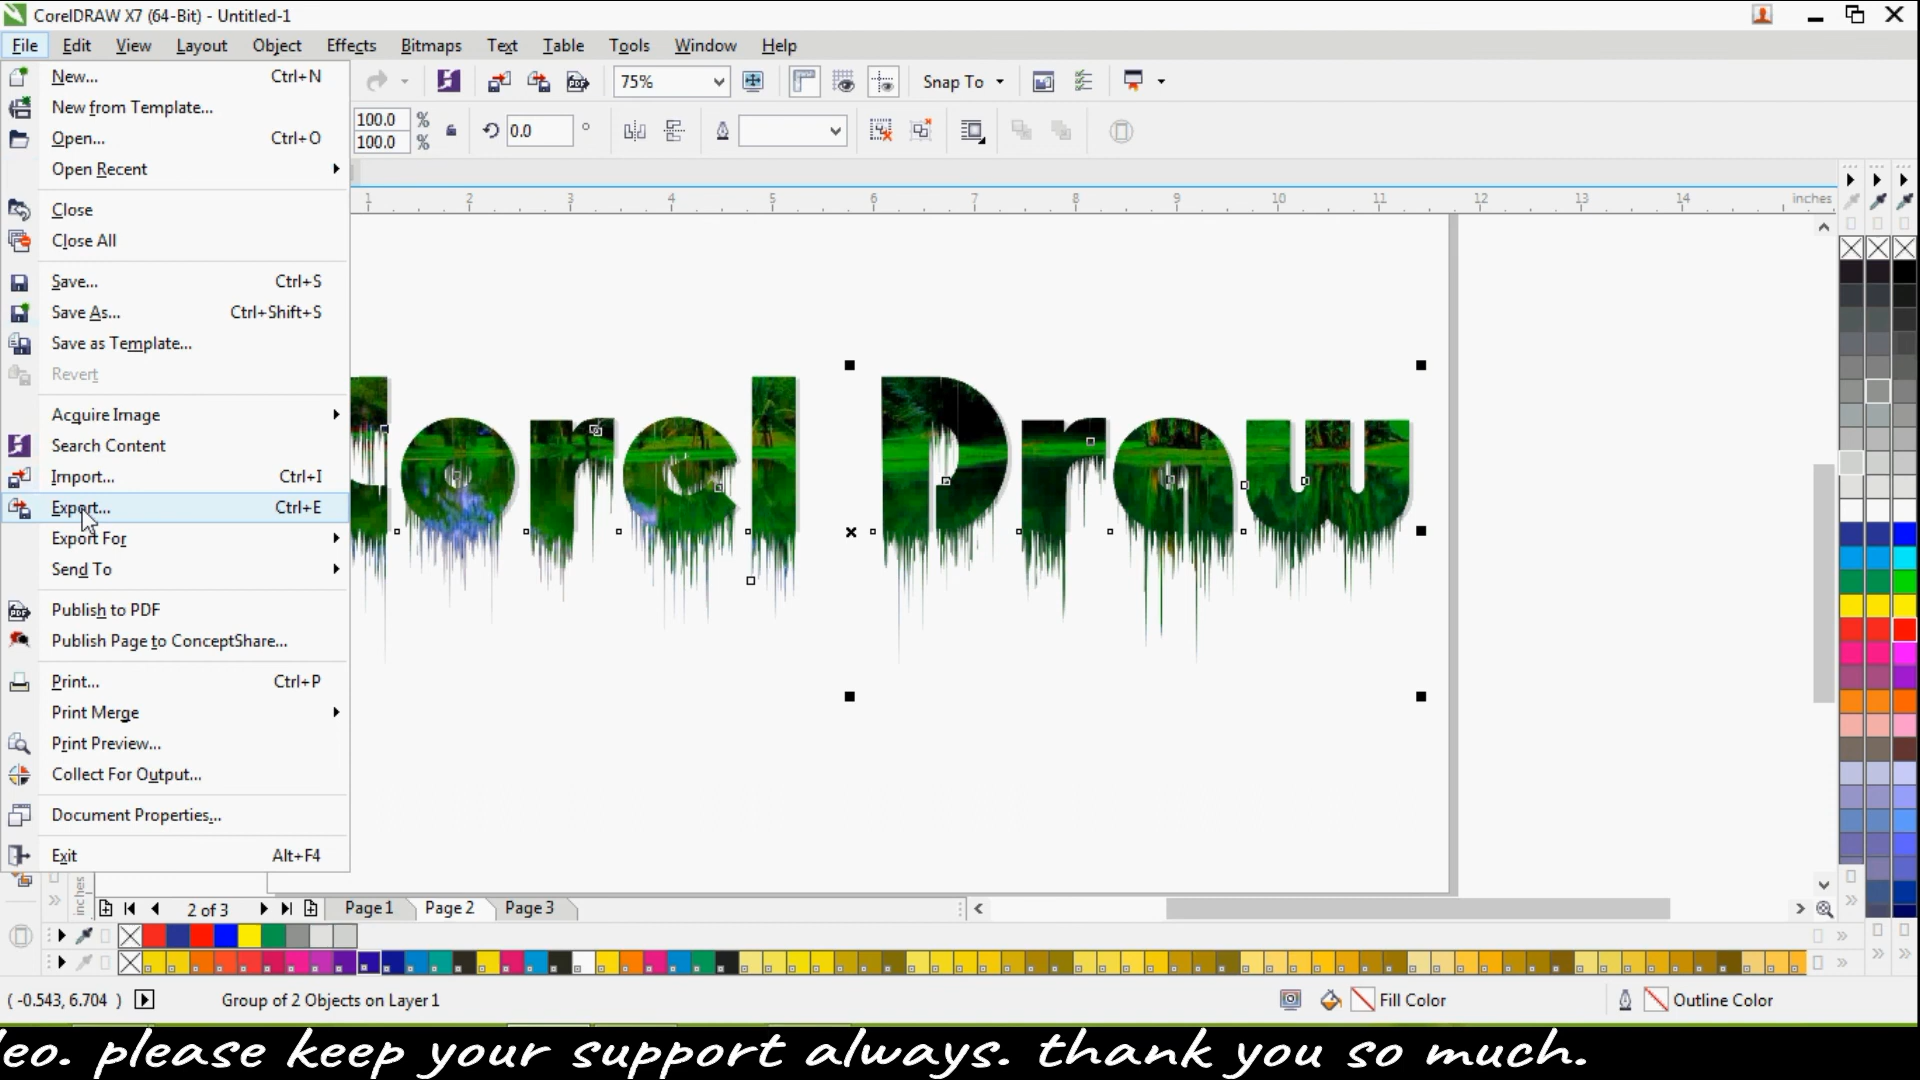 CorelDRAW X7 (64-Bit) - Untitled-1
File Edit View Layout Object Effects Bitmaps Text Table Tools Window Help
New... Ctrl+N
75% Snap To
New from Template...
100.0 %
100.0 %
0.0 °
Open... Ctrl+O
Open Recent
1 2 3 4 5 6 7 8 9 10 11 12 13 14 inches
Close
Close All
Save... Ctrl+S
Save As... Ctrl+Shift+S
Save as Template...
Revert
Acquire Image
Search Content
Import... Ctrl+I
Export... Ctrl+E
Export For
Send To
Publish to PDF
Publish Page to ConceptShare...
Print... Ctrl+P
Print Merge
Print Preview...
Collect For Output...
Document Properties...
Exit Alt+F4
Corel Draw
inches
2 of 3 Page 1 Page 2 Page 3
( -0.543, 6.704 ) Group of 2 Objects on Layer 1 Fill Color Outline Color
please keep your support always. thank you so much.